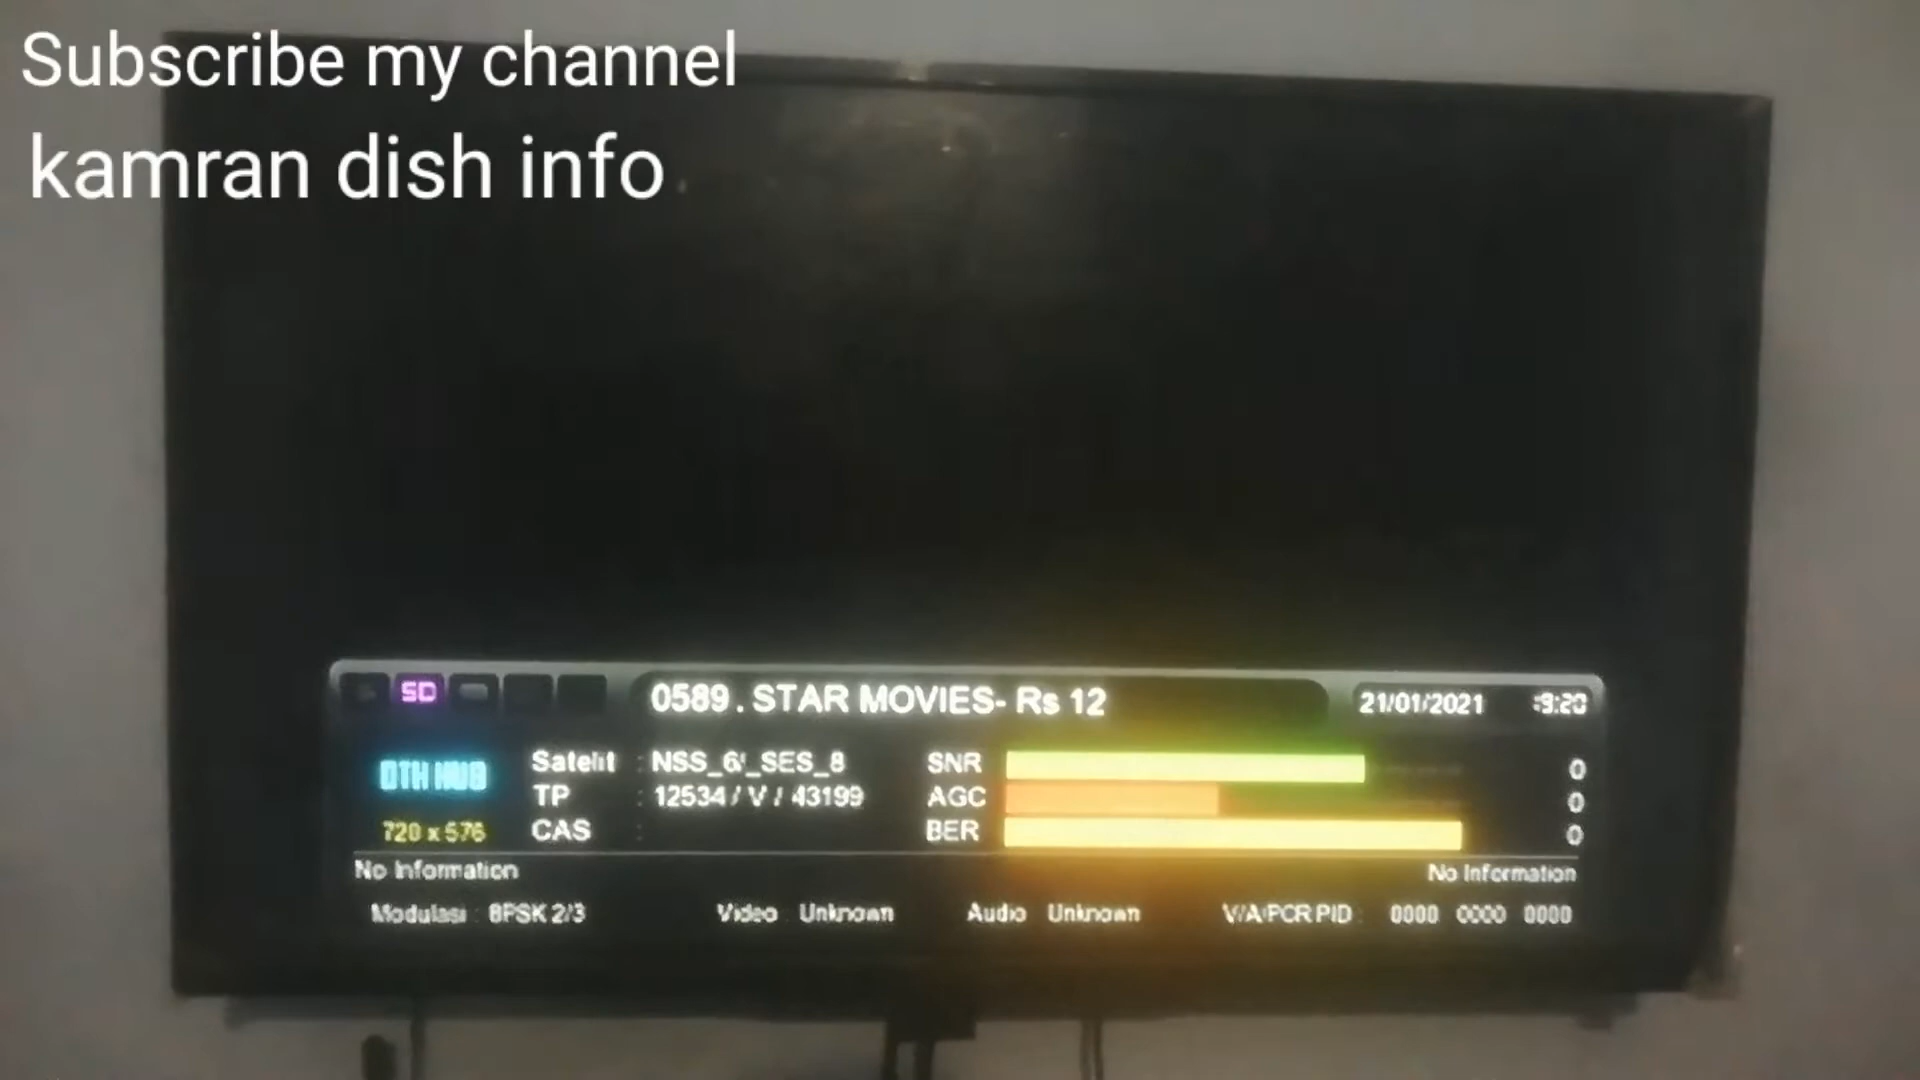 Subscribe my channel
kamran dish info
SD 0589. STAR MOVIES- Rs 12 21/01/2021
DTH HUB Satelit : NSS_6/_SES_8 SNR 0
TP : 12534 / V / 43199 AGC 0
720 x 576 CAS : BER 0
No Information No Information
Modulasi : 8PSK 2/3 Video : Unknown Audio : Unknown V/A/PCR PID : 0000 0000 0000